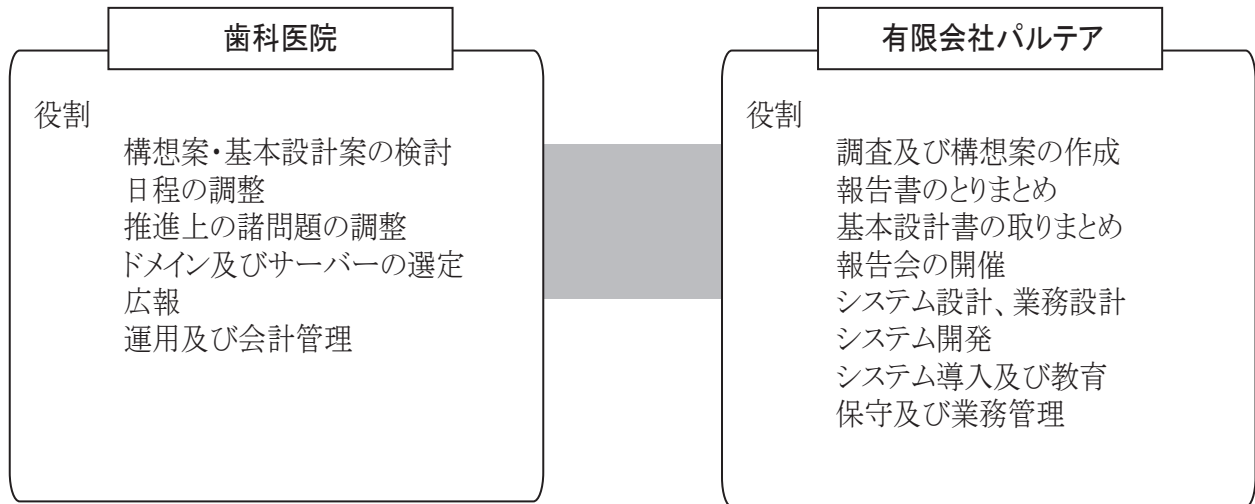 歯科医院
役割
構想案・基本設計案の検討
日程の調整
推進上の諸問題の調整
ドメイン及びサーバーの選定
広報
運用及び会計管理
有限会社パルテア
役割
調査及び構想案の作成
報告書のとりまとめ
基本設計書の取りまとめ
報告会の開催
システム設計、業務設計
システム開発
システム導入及び教育
保守及び業務管理